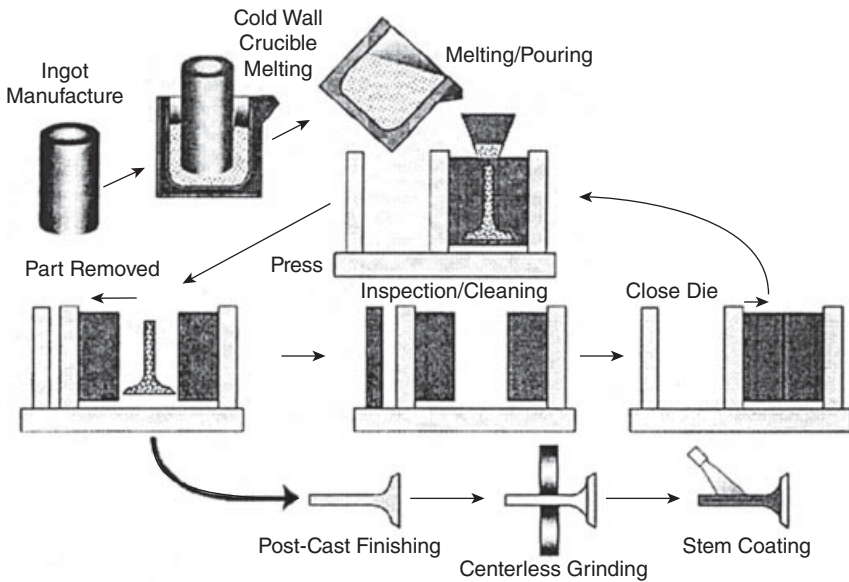 Ingot
Manufacture
Cold Wall
Crucible
Melting
Melting/Pouring
Press
Part Removed
Inspection/Cleaning
Close Die
Post-Cast Finishing
Centerless Grinding
Stem Coating